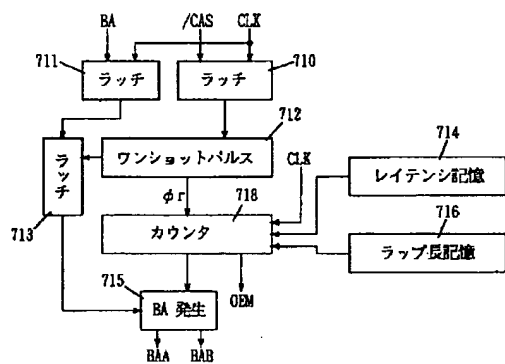 BA
/CAS
CLK
711
ラッチ
ラッチ
710
712
ラッチ
ワンショットパルス
713
φr
718
CLK
カウンタ
714
レイテンシ記憶
716
ラップ長記憶
715
BA 発生
OEM
BAA
BAB